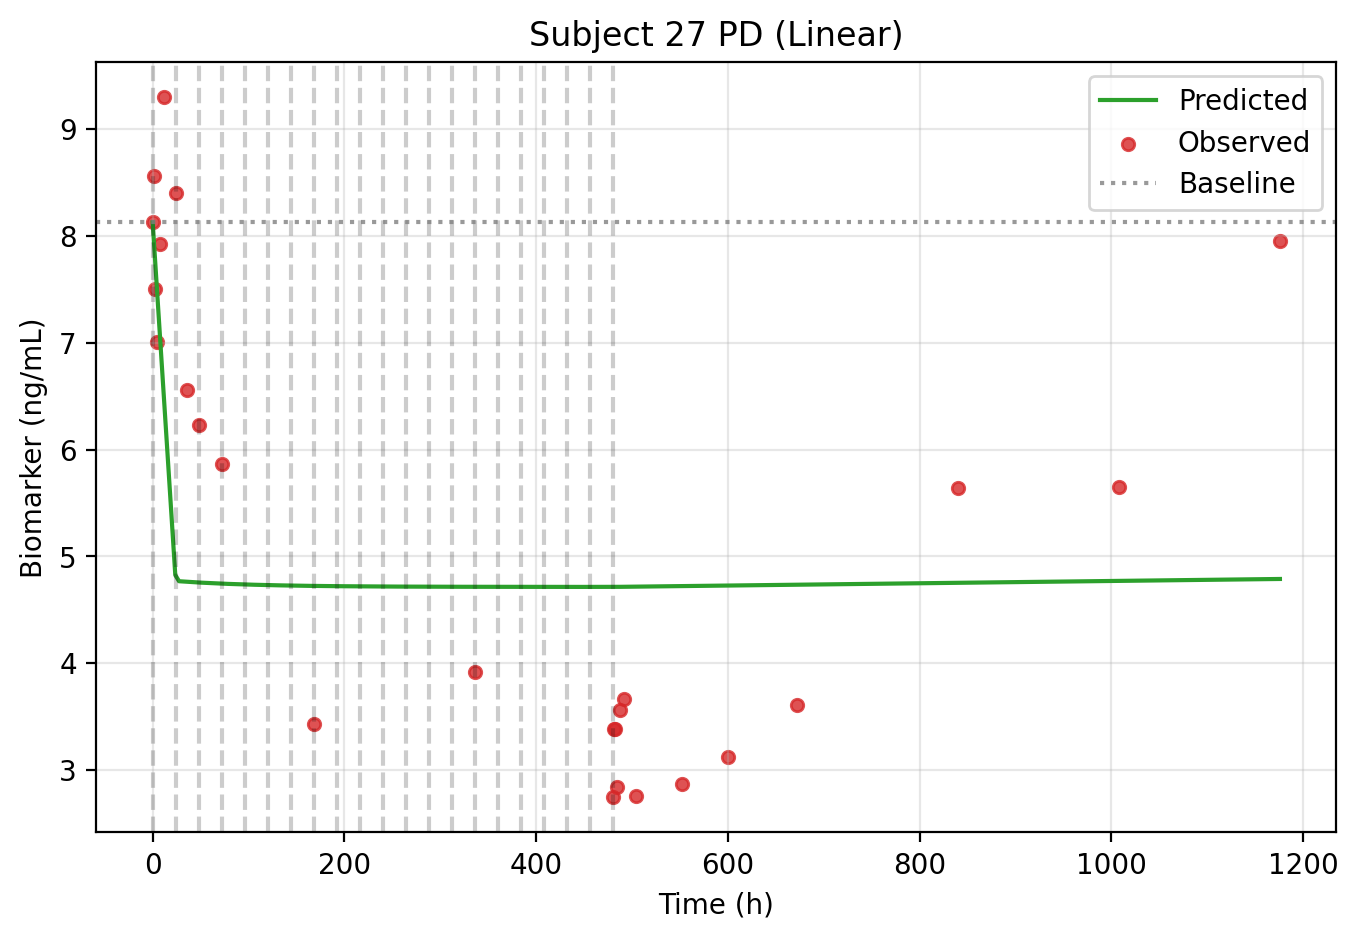 Subject 27 PD (Linear)
Predicted
Observed
Baseline
Biomarker (ng/mL)
9
8
7
6
5
4
3
0 200 400 600 800 1000 1200
Time (h)